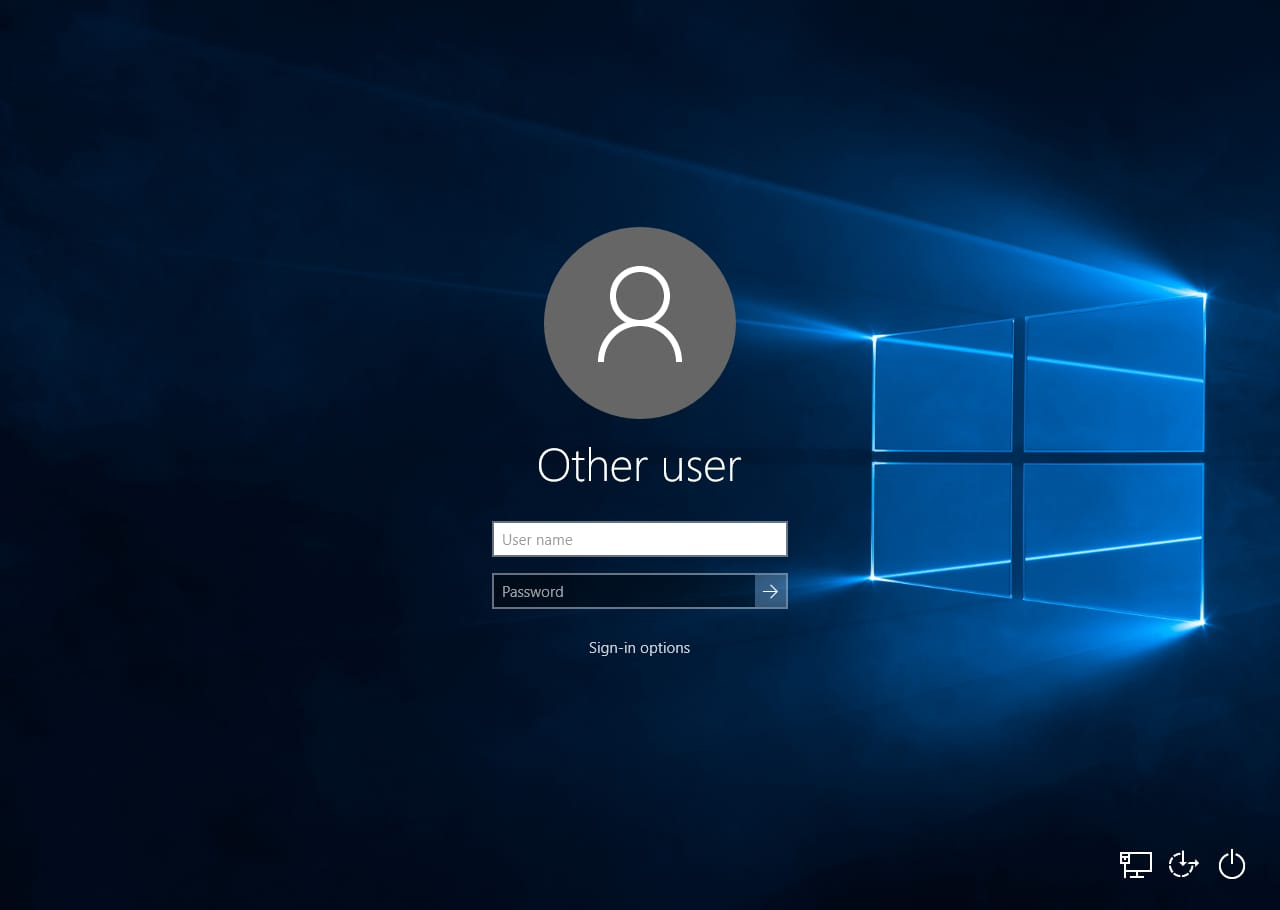 Other user
User name
Password
Sign-in options